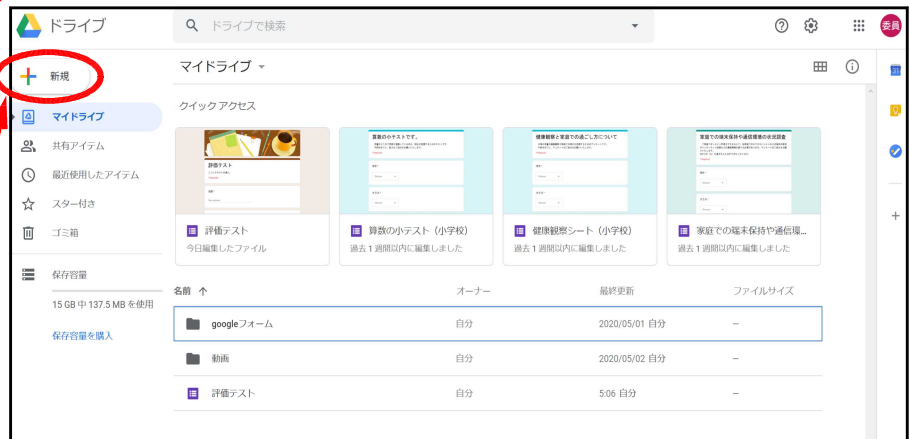 ドライブ
ドライブで検索
委員
新規
マイドライブ
31
マイドライブ
共有アイテム
最近使用したアイテム
スター付き
ゴミ箱
保存容量
15 GB 中 137.5 MB を使用
保存容量を購入
クイック アクセス
評価テスト
算数の小テストです。
健康観察と家庭での過ごし方について
家庭での端末保持や通信環境の状況調査
評価テスト
今日編集したファイル
算数の小テスト（小学校）
過去 1 週間以内に編集しました
健康観察シート（小学校）
過去 1 週間以内に編集しました
家庭での端末保持や通信環...
過去 1 週間以内に編集しました
名前 オーナー 最終更新 ファイルサイズ
googleフォーム 自分 2020/05/01 自分 –
動画 自分 2020/05/02 自分 –
評価テスト 自分 5:06 自分 –